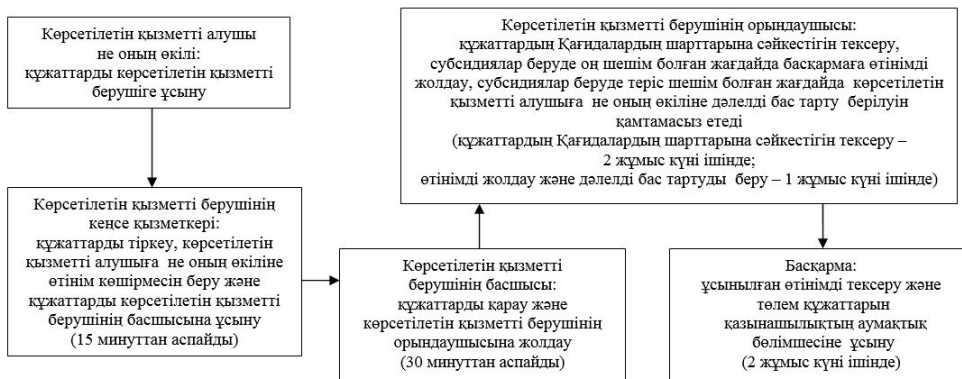 Көрсетілетін қызметті алушы
не оның өкілі:
құжаттарды көрсетілетін қызметті
берушіге ұсыну
Көрсетілетін қызметті берушінің
кеңсе қызметкері:
құжаттарды тіркеу, көрсетілетін
қызметті алушыға не оның өкіліне
өтінім көшірмесін беру және
құжаттарды көрсетілетін қызметті
берушінің басшысына ұсыну
(15 минуттан аспайды)
Көрсетілетін қызметті
берушінің басшысы:
құжаттарды қарау және
көрсетілетін қызметті берушінің
орындаушысына жолдау
(30 минуттан аспайды)
Көрсетілетін қызметті берушінің орындаушысы:
құжаттардың Қағидалардың шарттарына сәйкестігін тексеру,
субсидиялар беруде оң шешім болған жағдайда басқармаға өтінімді
жолдау, субсидиялар беруде теріс шешім болған жағдайда көрсетілетін
қызметті алушыға не оның өкіліне дәлелді бас тарту берілуін
қамтамасыз етеді
(құжаттардың Қағидалардың шарттарына сәйкестігін тексеру –
2 жұмыс күні ішінде;
өтінімді жолдау және дәлелді бас тартуды беру – 1 жұмыс күні ішінде)
Басқарма:
ұсынылған өтінімді тексеру және
төлем құжаттарын
қазынашылықтың аумақтық
бөлімшесіне ұсыну
(2 жұмыс күні ішінде)